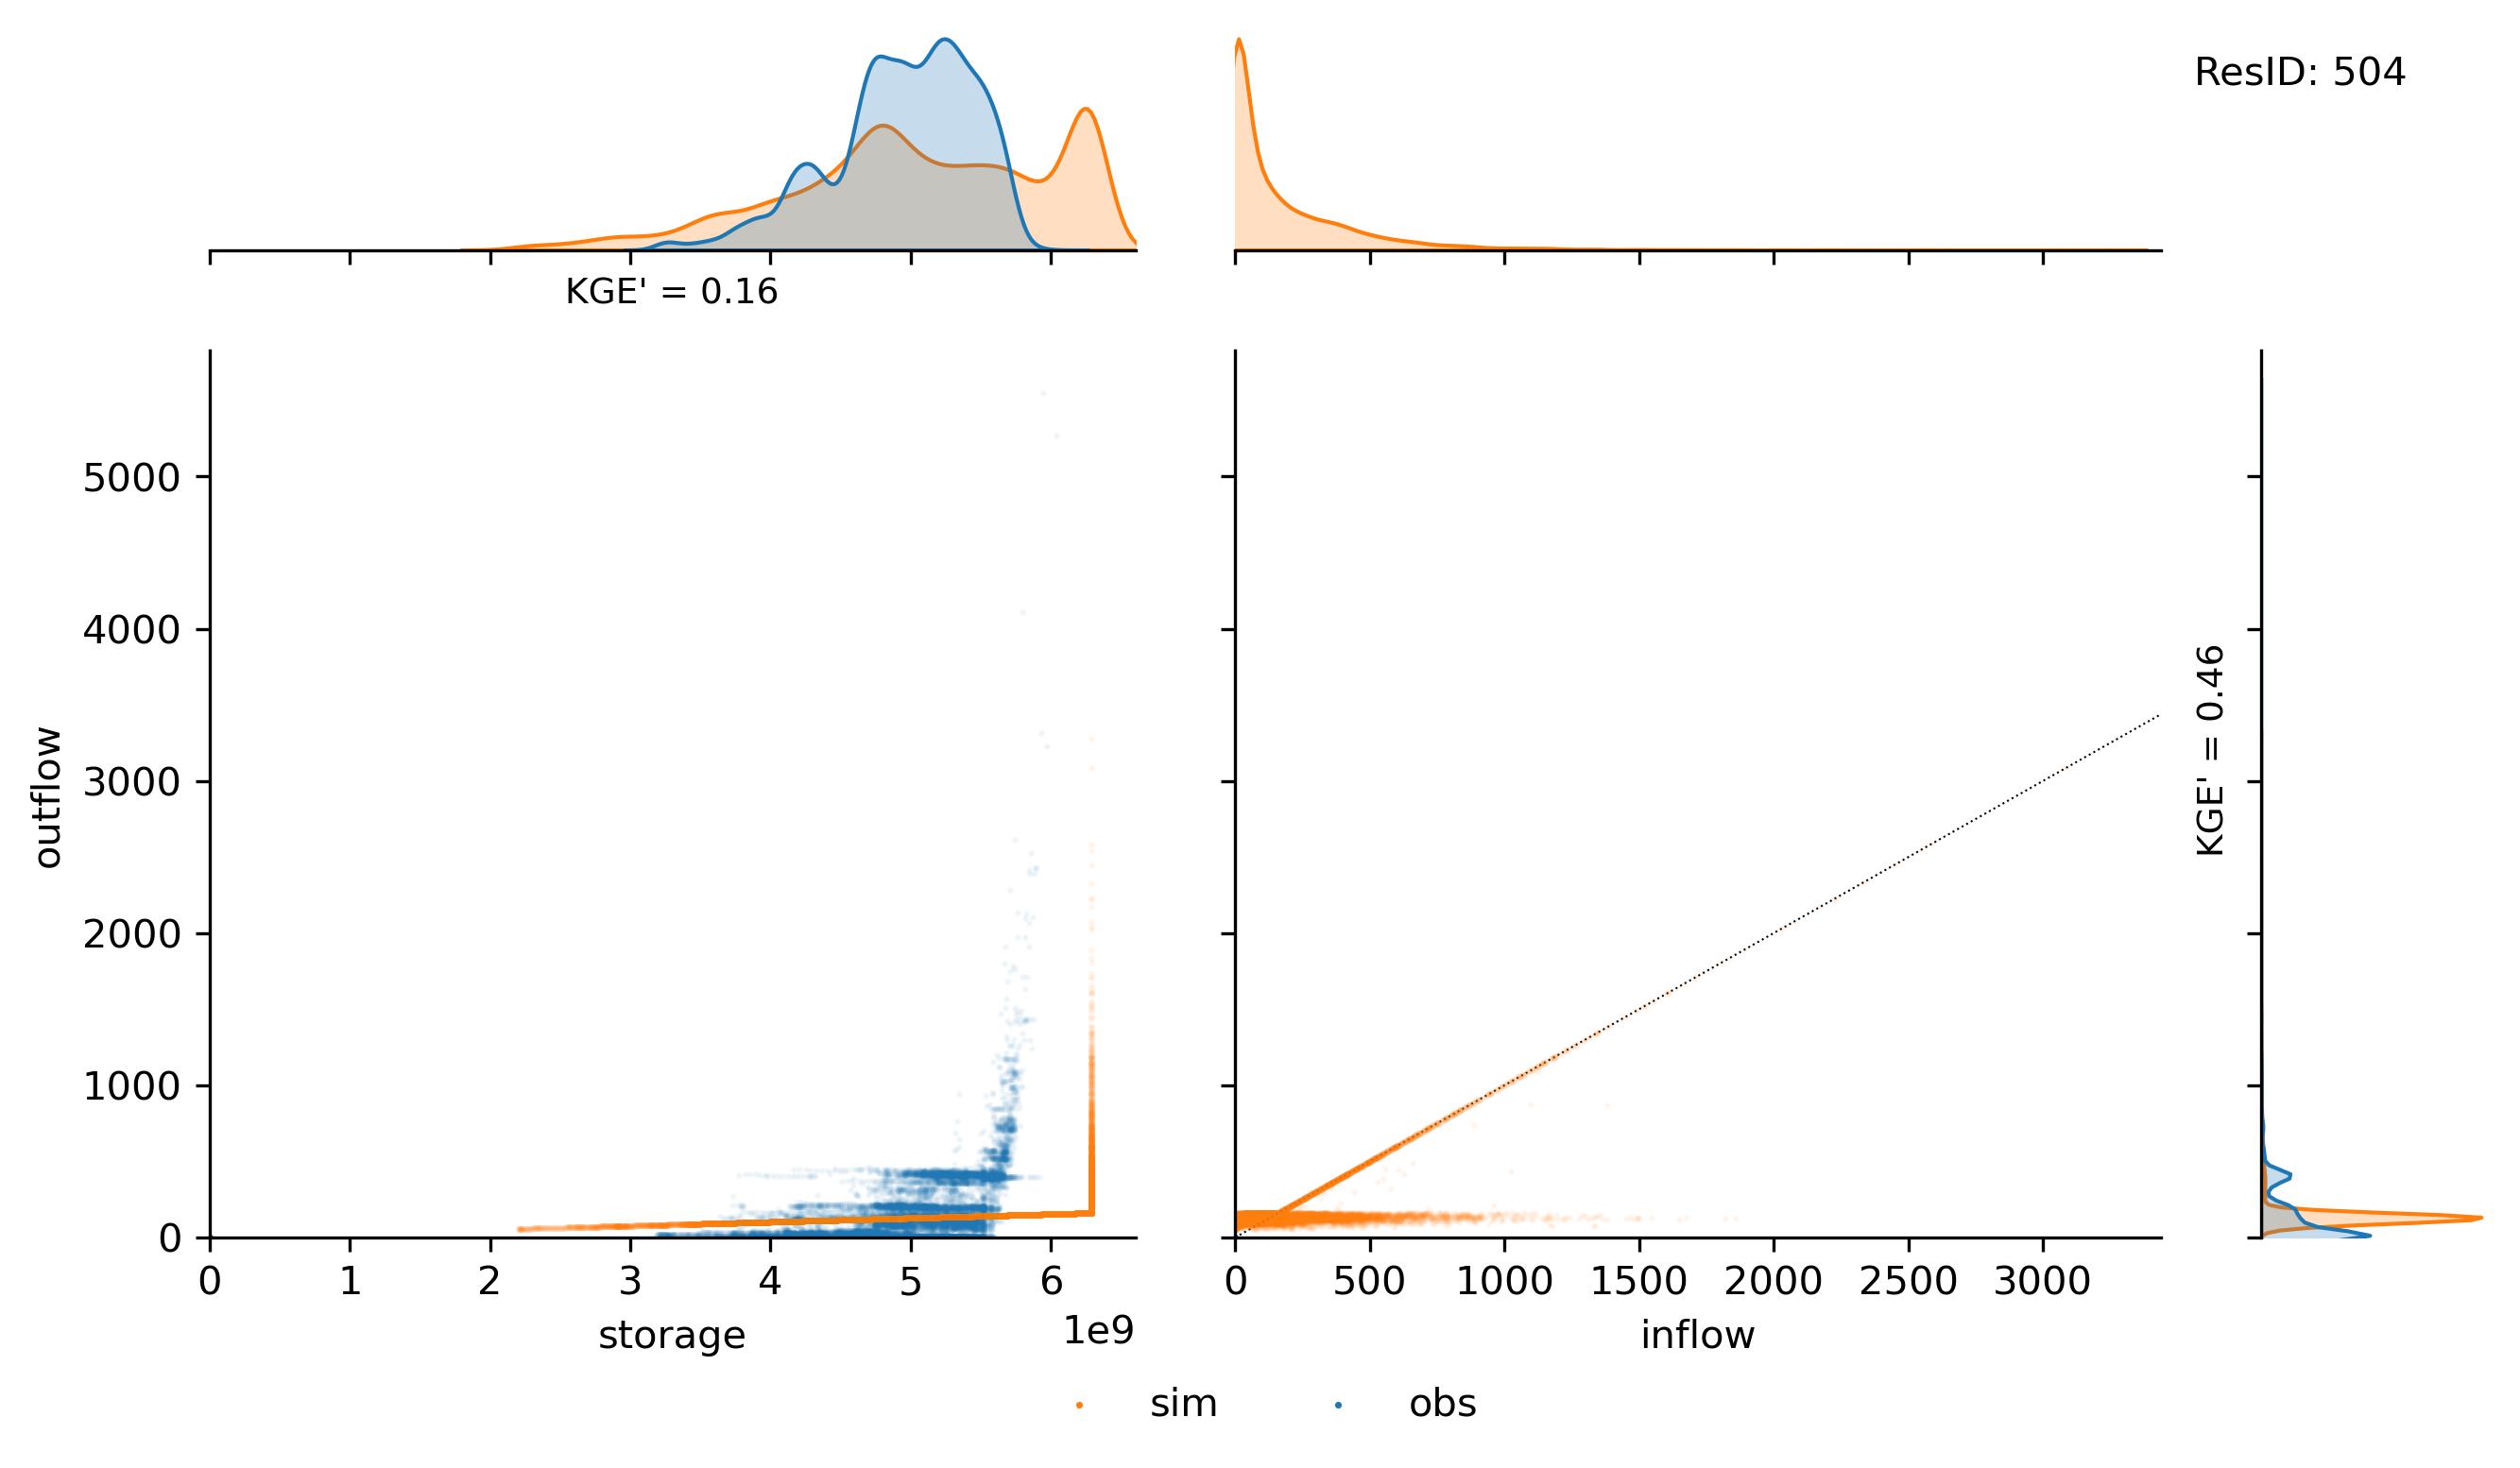 ResID: 504
KGE' = 0.16
outflow
5000
4000
3000
2000
1000
0
0 1 2 3 4 5 6
1e9
storage
0 500 1000 1500 2000 2500 3000
inflow
KGE' = 0.46
sim obs